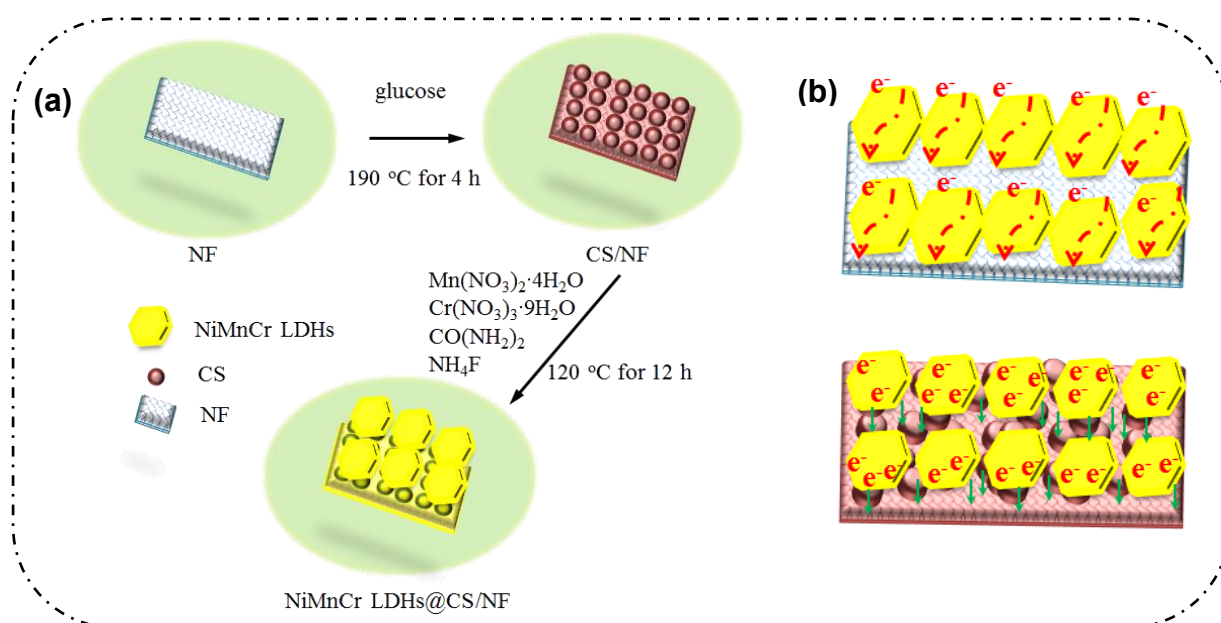 (a)
NF
glucose
190 °C for 4 h
CS/NF
Mn(NO₃)₂·4H₂O
Cr(NO₃)₃·9H₂O
CO(NH₂)₂
NH₄F
120 °C for 12 h
NiMnCr LDHs
CS
NF
NiMnCr LDHs@CS/NF
(b)
e⁻ e⁻ e⁻ e⁻ e⁻
e⁻ e⁻ e⁻ e⁻ e⁻
e⁻ e⁻ e⁻ e⁻ e⁻ e⁻ e⁻
e⁻ e⁻ e⁻ e⁻ e⁻ e⁻
e⁻ e⁻ e⁻ e⁻ e⁻
e⁻ e⁻ e⁻ e⁻ e⁻ e⁻